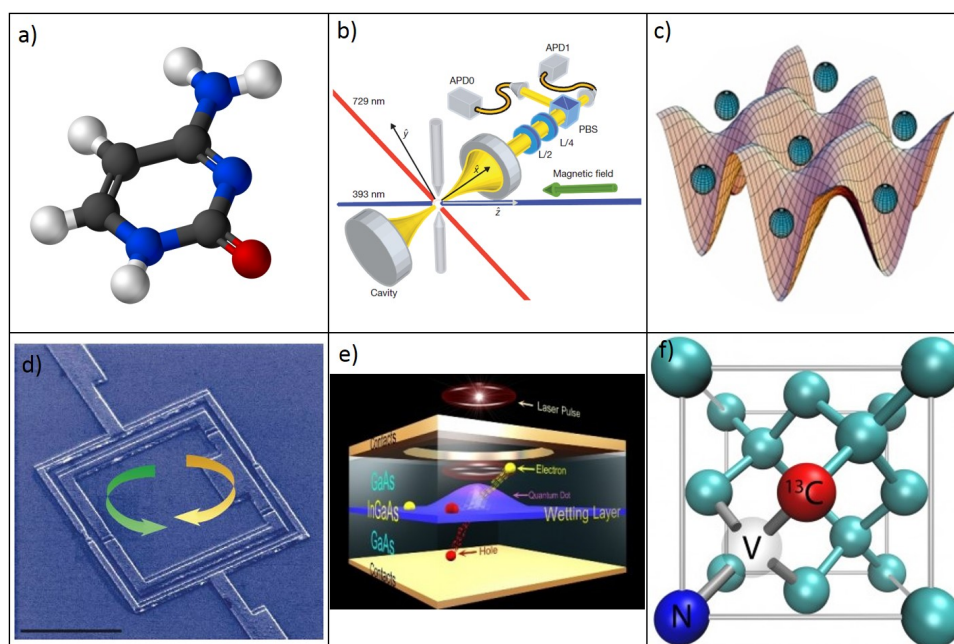 a)
b)
APD1
APD0
729 nm
ŷ
PBS
L/4
L/2
x̂
Magnetic field
393 nm
ẑ
Cavity
c)
d)
e)
Laser Pulse
Contacts
Electron
GaAs
Quantum Dot
InGaAs
Wetting Layer
GaAs
Hole
Contacts
f)
¹³C
V
N